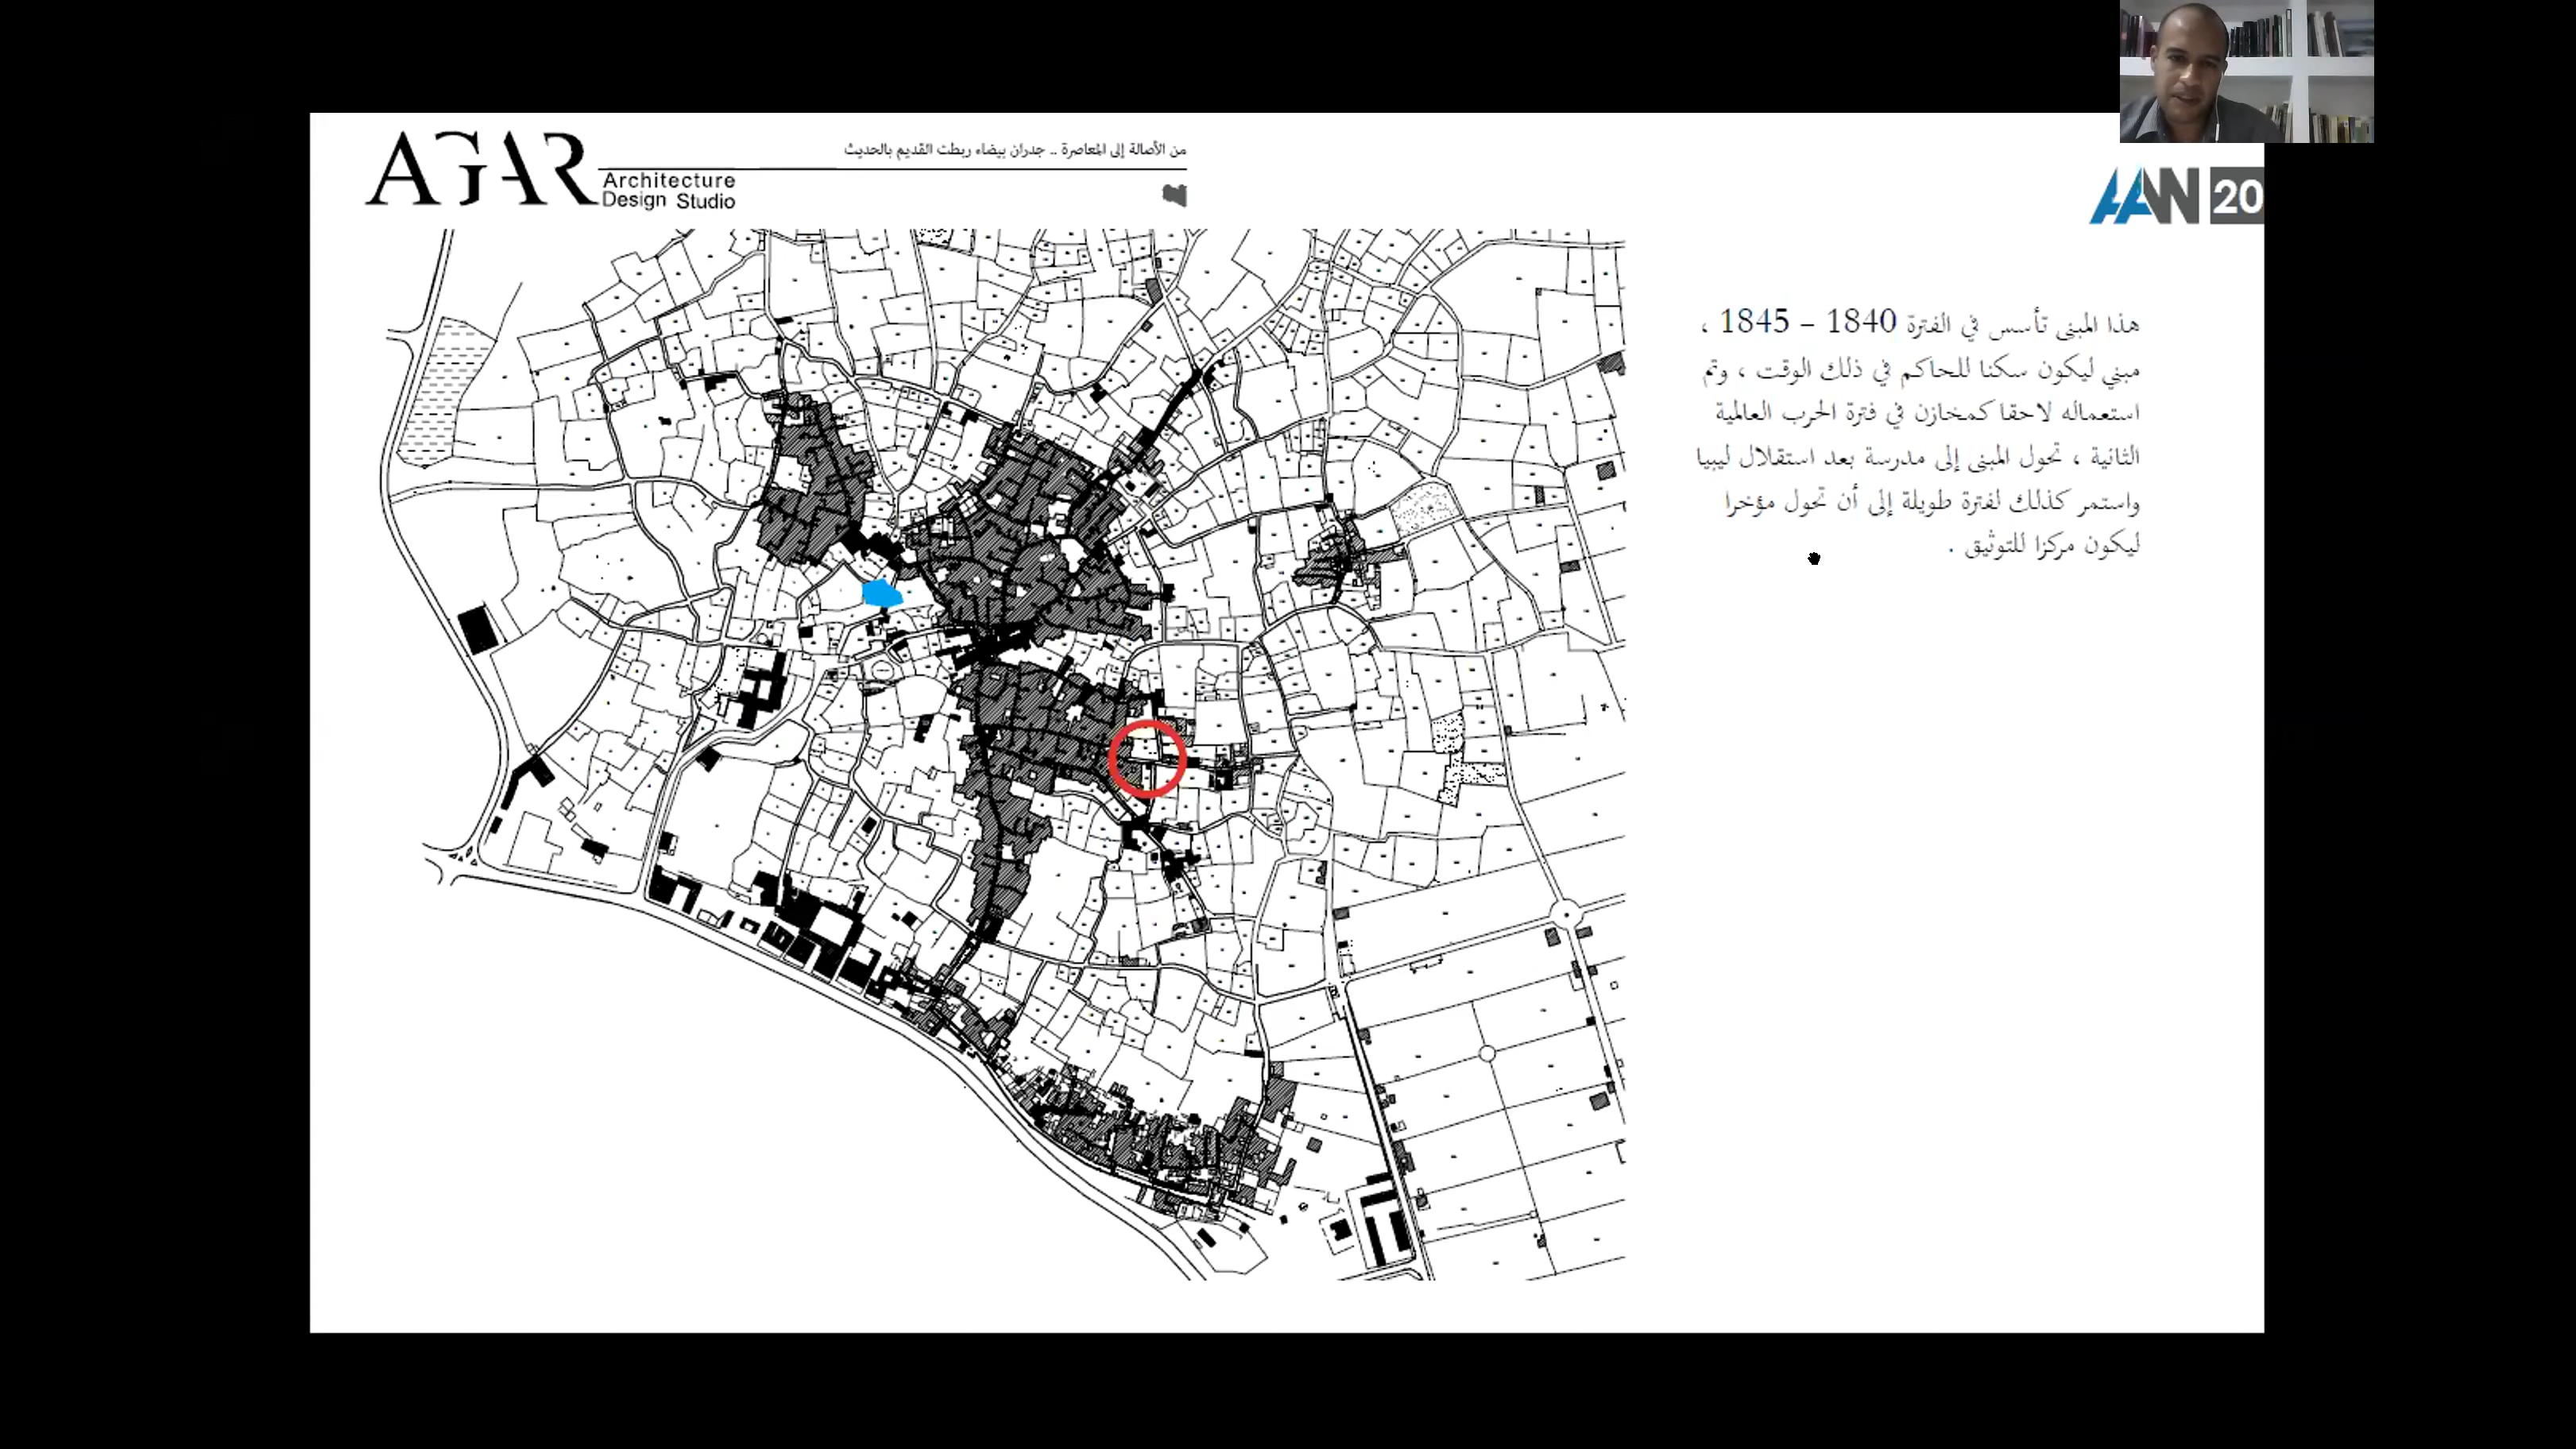 AGAR
Architecture
Design Studio
من الأصالة إلى المعاصرة .. جدران بيضاء ربطت القديم بالحديث
AAN 20
هذا المبنى تأسس في الفترة 1840 – 1845 ،
مبني ليكون سكنا للحاكم في ذلك الوقت ، وتم
استعماله لاحقا كمخازن في فترة الحرب العالمية
الثانية ، تحول المبنى إلى مدرسة بعد استقلال ليبيا
واستمر كذلك لفترة طويلة إلى أن تحول مؤخرا
ليكون مركزا للتوثيق .